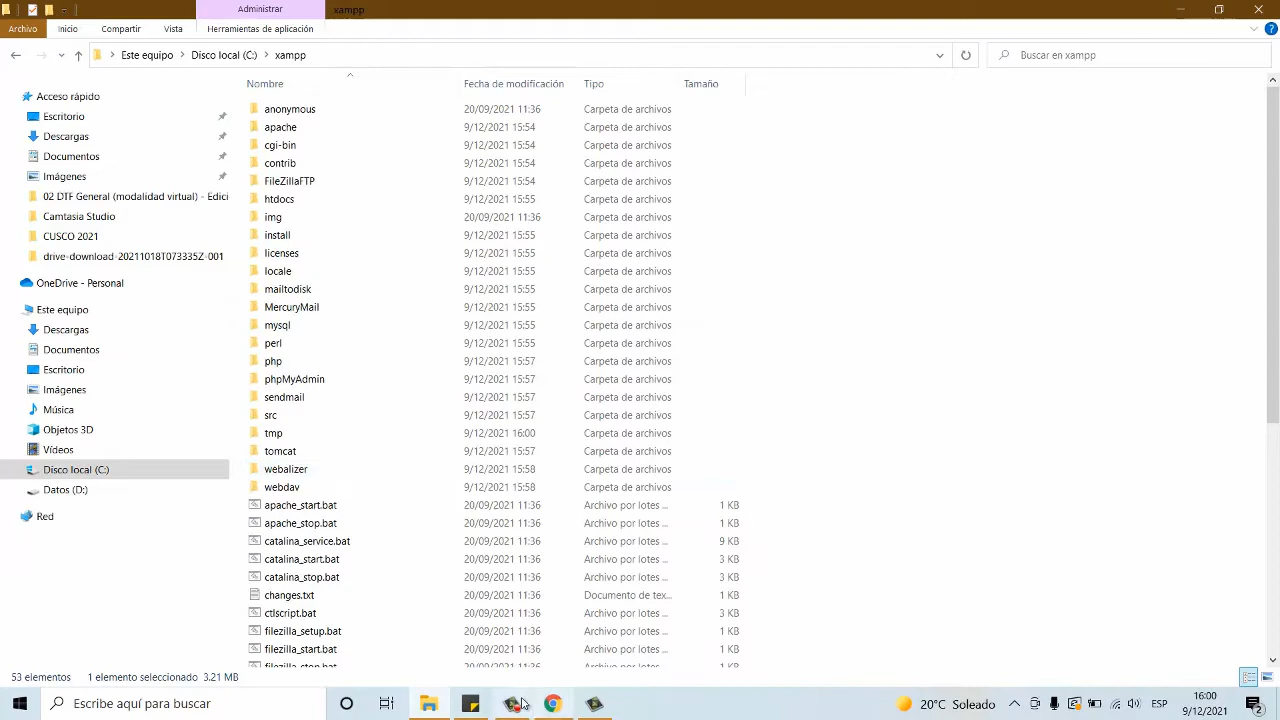 Administrar
xampp
Archivo
Inicio
Compartir
Vista
Herramientas de aplicación
Este equipo
Disco local (C:)
xampp
Buscar en xampp
Nombre
Fecha de modificación
Tipo
Tamaño
Acceso rápido
Escritorio
Descargas
Documentos
Imágenes
02 DTF General (modalidad virtual) - Edici
Camtasia Studio
CUSCO 2021
drive-download-20211018T073335Z-001
OneDrive - Personal
Este equipo
Descargas
Documentos
Escritorio
Imágenes
Música
Objetos 3D
Vídeos
Disco local (C:)
Datos (D:)
Red
anonymous 20/09/2021 11:36 Carpeta de archivos
apache 9/12/2021 15:54 Carpeta de archivos
cgi-bin 9/12/2021 15:54 Carpeta de archivos
contrib 9/12/2021 15:54 Carpeta de archivos
FileZillaFTP 9/12/2021 15:54 Carpeta de archivos
htdocs 9/12/2021 15:55 Carpeta de archivos
img 20/09/2021 11:36 Carpeta de archivos
install 9/12/2021 15:55 Carpeta de archivos
licenses 9/12/2021 15:55 Carpeta de archivos
locale 9/12/2021 15:55 Carpeta de archivos
mailtodisk 9/12/2021 15:55 Carpeta de archivos
MercuryMail 9/12/2021 15:55 Carpeta de archivos
mysql 9/12/2021 15:55 Carpeta de archivos
perl 9/12/2021 15:55 Carpeta de archivos
php 9/12/2021 15:57 Carpeta de archivos
phpMyAdmin 9/12/2021 15:57 Carpeta de archivos
sendmail 9/12/2021 15:57 Carpeta de archivos
src 9/12/2021 15:57 Carpeta de archivos
tmp 9/12/2021 16:00 Carpeta de archivos
tomcat 9/12/2021 15:57 Carpeta de archivos
webalizer 9/12/2021 15:58 Carpeta de archivos
webdav 9/12/2021 15:58 Carpeta de archivos
apache_start.bat 20/09/2021 11:36 Archivo por lotes ... 1 KB
apache_stop.bat 20/09/2021 11:36 Archivo por lotes ... 1 KB
catalina_service.bat 20/09/2021 11:36 Archivo por lotes ... 9 KB
catalina_start.bat 20/09/2021 11:36 Archivo por lotes ... 3 KB
catalina_stop.bat 20/09/2021 11:36 Archivo por lotes ... 3 KB
changes.txt 20/09/2021 11:36 Documento de tex... 1 KB
ctlscript.bat 20/09/2021 11:36 Archivo por lotes ... 3 KB
filezilla_setup.bat 20/09/2021 11:36 Archivo por lotes ... 1 KB
filezilla_start.bat 20/09/2021 11:36 Archivo por lotes ... 1 KB
filezilla_stop.bat 20/09/2021 11:36 Archivo por lotes ... 1 KB
53 elementos
1 elemento seleccionado 3.21 MB
Escribe aquí para buscar
20°C Soleado
ESP
16:00
9/12/2021
2